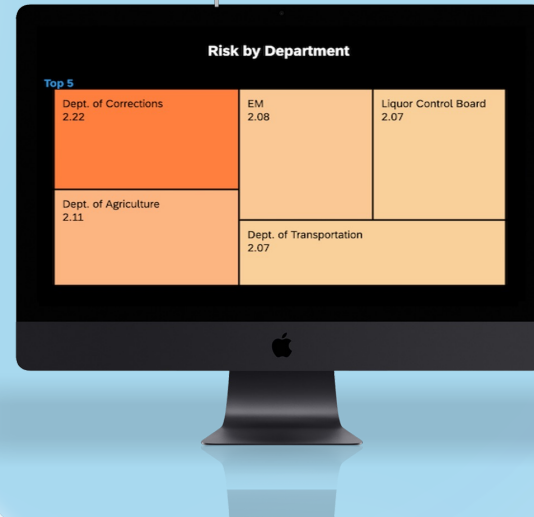 Risk by Department
Top 5
Dept. of Corrections
2.22
EM
2.08
Liquor Control Board
2.07
Dept. of Agriculture
2.11
Dept. of Transportation
2.07